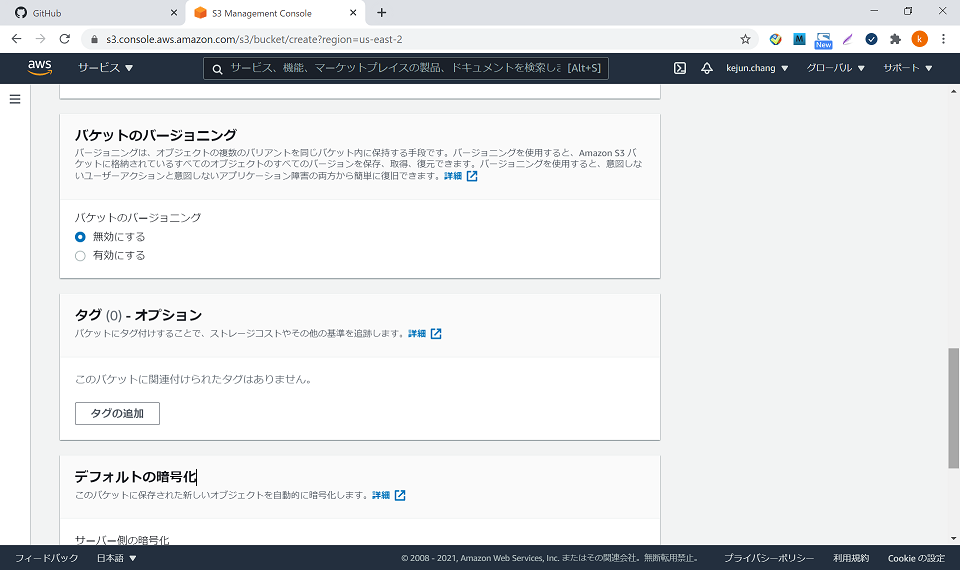 GitHub
S3 Management Console
s3.console.aws.amazon.com/s3/bucket/create?region=us-east-2
New
k
aws
サービス
サービス、機能、マーケットプレイスの製品、ドキュメントを検索し [Alt+S]
kejun.chang
グローバル
サポート
バケットのバージョニング
バージョニングは、オブジェクトの複数のバリアントを同じバケット内に保持する手段です。バージョニングを使用すると、Amazon S3 バ
ケットに格納されているすべてのオブジェクトのすべてのバージョンを保存、取得、復元できます。バージョニングを使用すると、意図しな
いユーザーアクションと意図しないアプリケーション障害の両方から簡単に復旧できます。詳細
バケットのバージョニング
無効にする
有効にする
タグ (0) - オプション
バケットにタグ付けすることで、ストレージコストやその他の基準を追跡します。詳細
このバケットに関連付けられたタグはありません。
タグの追加
デフォルトの暗号化
このバケットに保存された新しいオブジェクトを自動的に暗号化します。詳細
サーバー側の暗号化
フィードバック
日本語
© 2008 - 2021, Amazon Web Services, Inc. またはその関連会社。無断転用禁止。
プライバシーポリシー
利用規約
Cookie の設定